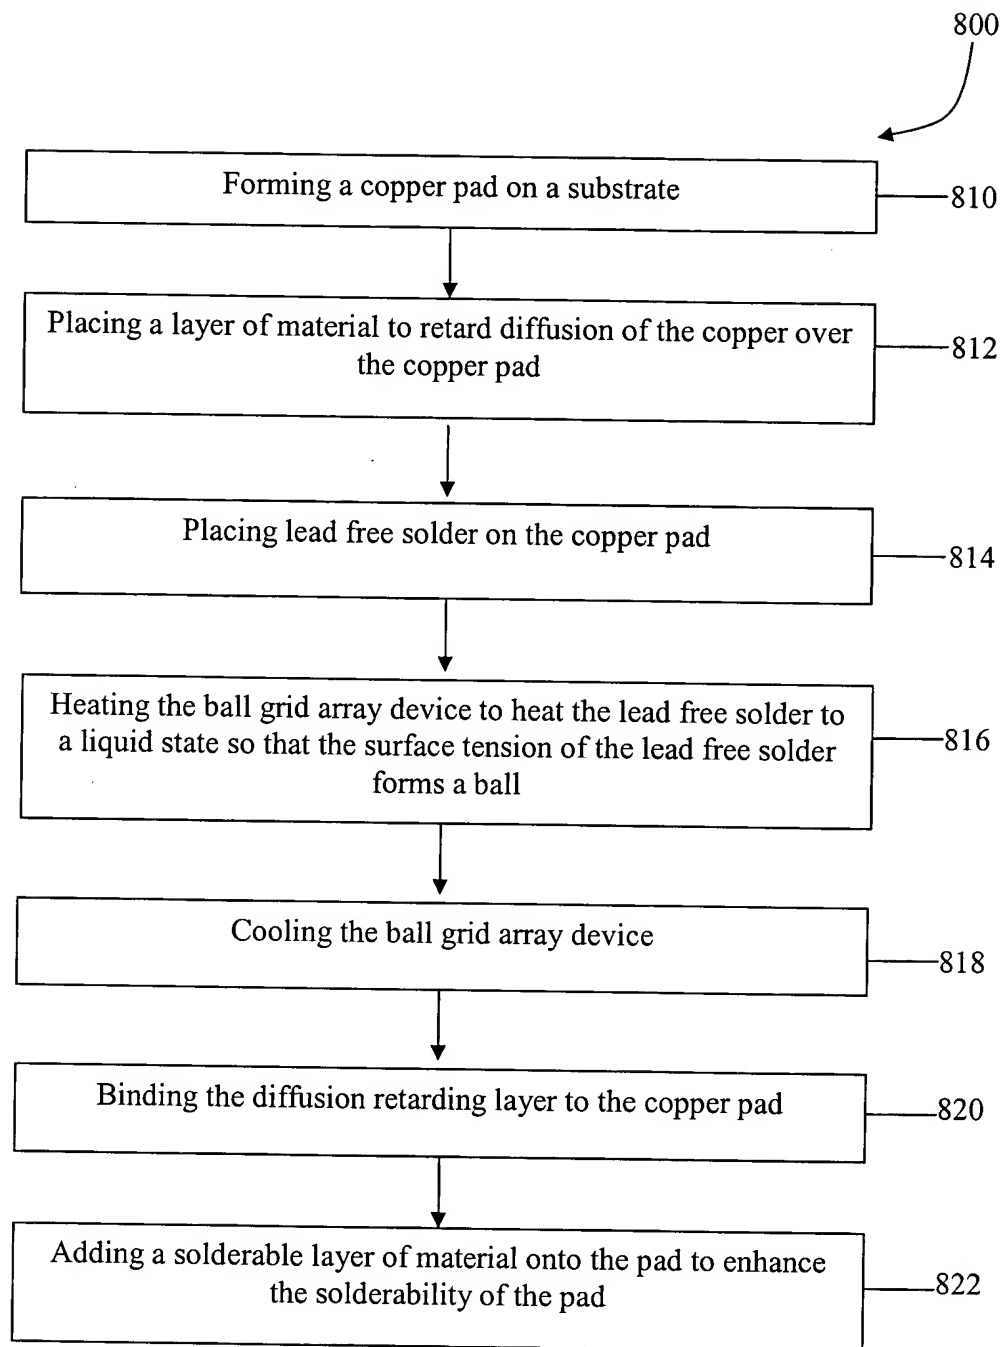 800
Forming a copper pad on a substrate
810
Placing a layer of material to retard diffusion of the copper over
the copper pad
812
Placing lead free solder on the copper pad
814
Heating the ball grid array device to heat the lead free solder to
a liquid state so that the surface tension of the lead free solder
forms a ball
816
Cooling the ball grid array device
818
Binding the diffusion retarding layer to the copper pad
820
Adding a solderable layer of material onto the pad to enhance
the solderability of the pad
822